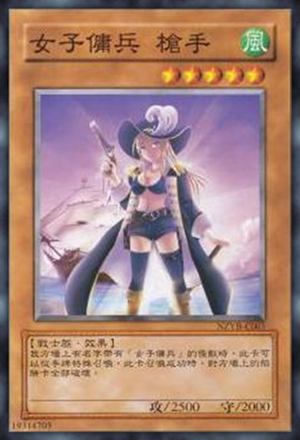 女子傭兵 槍手
風
NZYB-C003
【戰士族．效果】
我方場上有名字帶有「女子傭兵」的怪獸時，此卡可
以從手牌特殊召喚。此卡召喚成功時，對方場上的陷
阱卡全部破壞。
攻/2500 守/2000
19314705